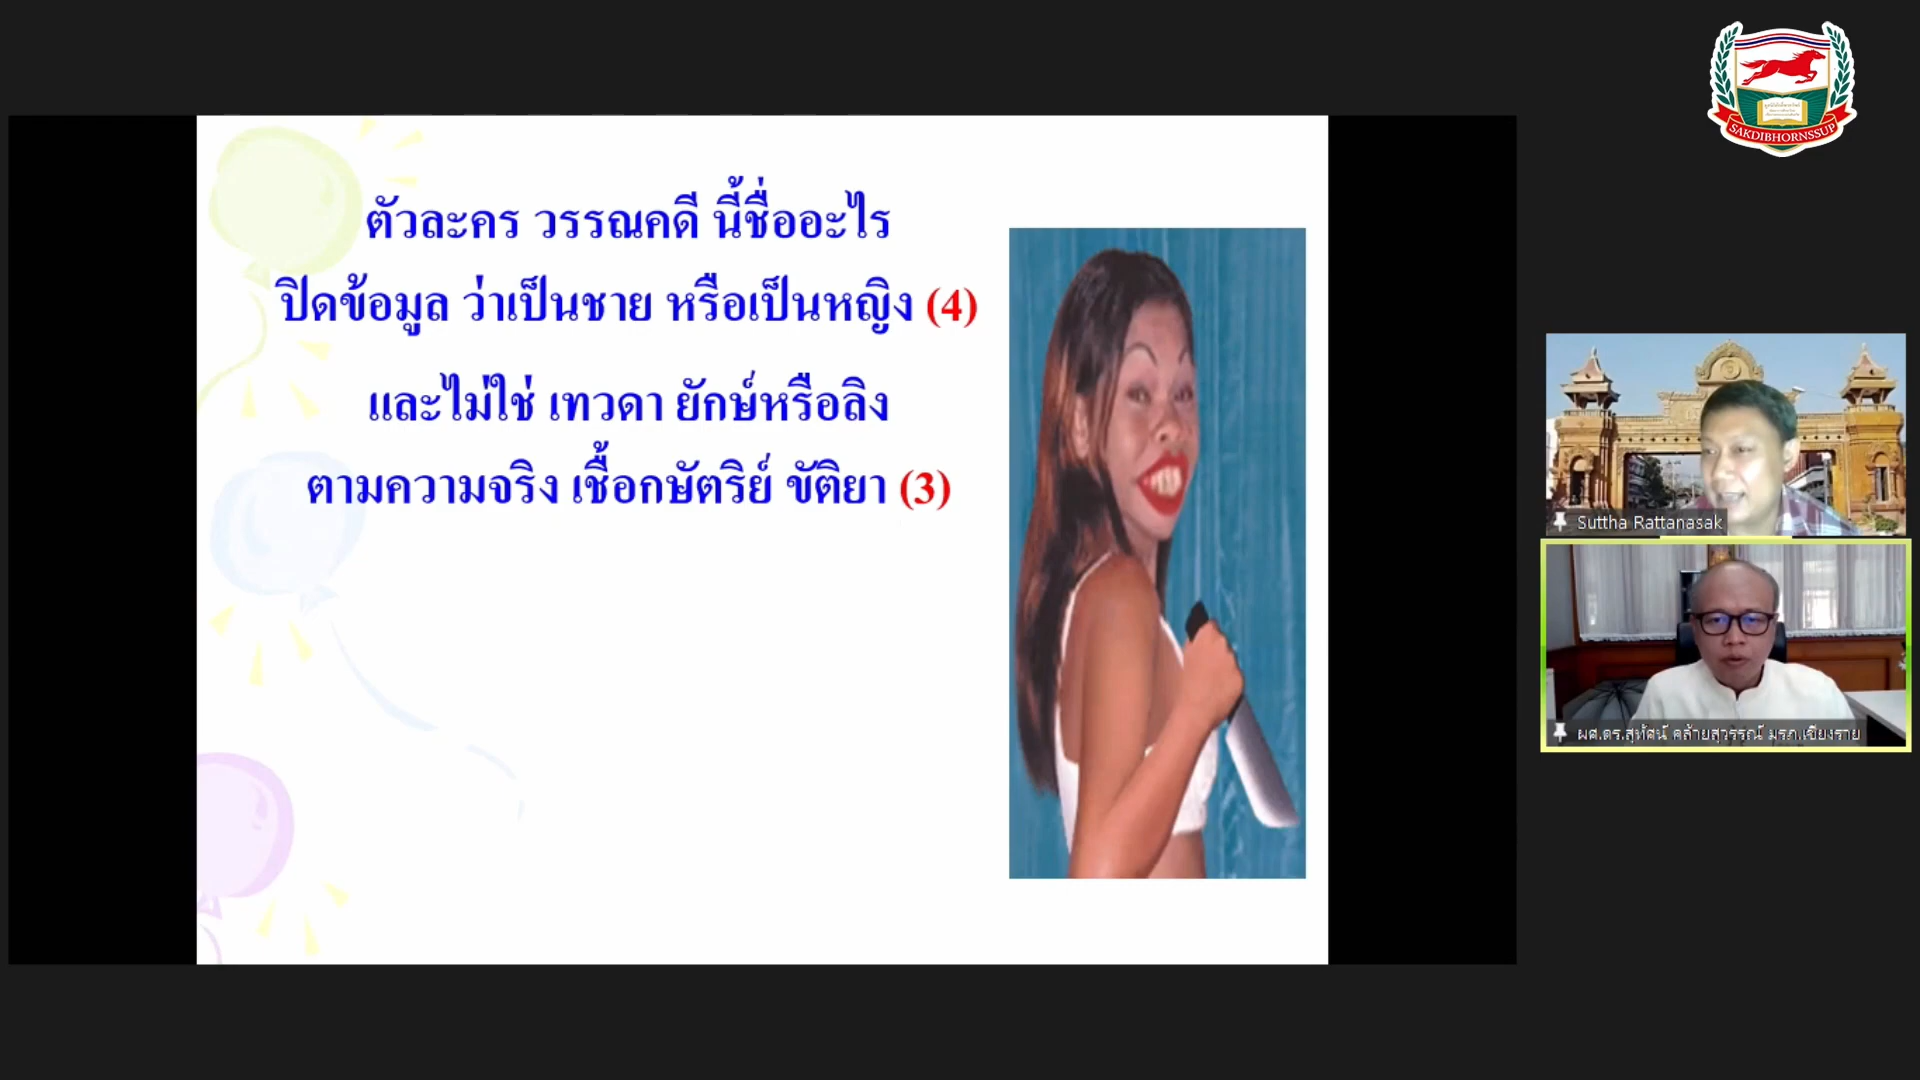 ตัวละคร วรรณคดี นี้ชื่ออะไร
ปิดข้อมูล ว่าเป็นชาย หรือเป็นหญิง (4)
และไม่ใช่ เทวดา ยักษ์หรือลิง
ตามความจริง เชื้อกษัตริย์ ขัติยา (3)
SAKDIBHORNSSUP
Suttha Rattanasak
ผศ.ดร.สุทัศน์ คล้ายสุวรรณ์ มรภ.เชียงราย